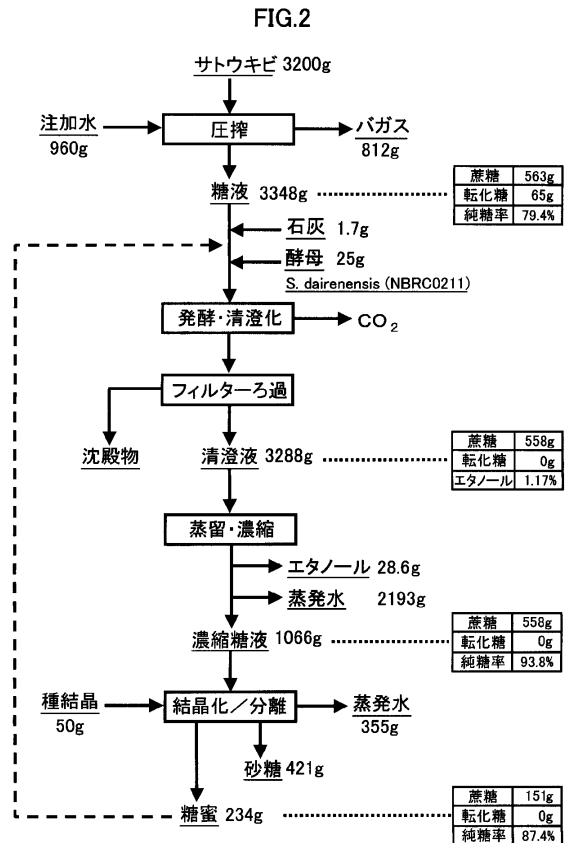 FIG.2
サトウキビ 3200g
注加水
960g
圧搾
バガス
812g
糖液 3348g
蔗糖 563g
転化糖 65g
純糖率 79.4%
石灰 1.7g
酵母 25g
S. dairenensis (NBRC0211)
発酵・清澄化
CO2
フィルターろ過
沈殿物
清澄液 3288g
蔗糖 558g
転化糖 0g
エタノール 1.17%
蒸留・濃縮
エタノール 28.6g
蒸発水 2193g
濃縮糖液 1066g
蔗糖 558g
転化糖 0g
純糖率 93.8%
種結晶
50g
結晶化／分離
蒸発水
355g
砂糖 421g
糖蜜 234g
蔗糖 151g
転化糖 0g
純糖率 87.4%